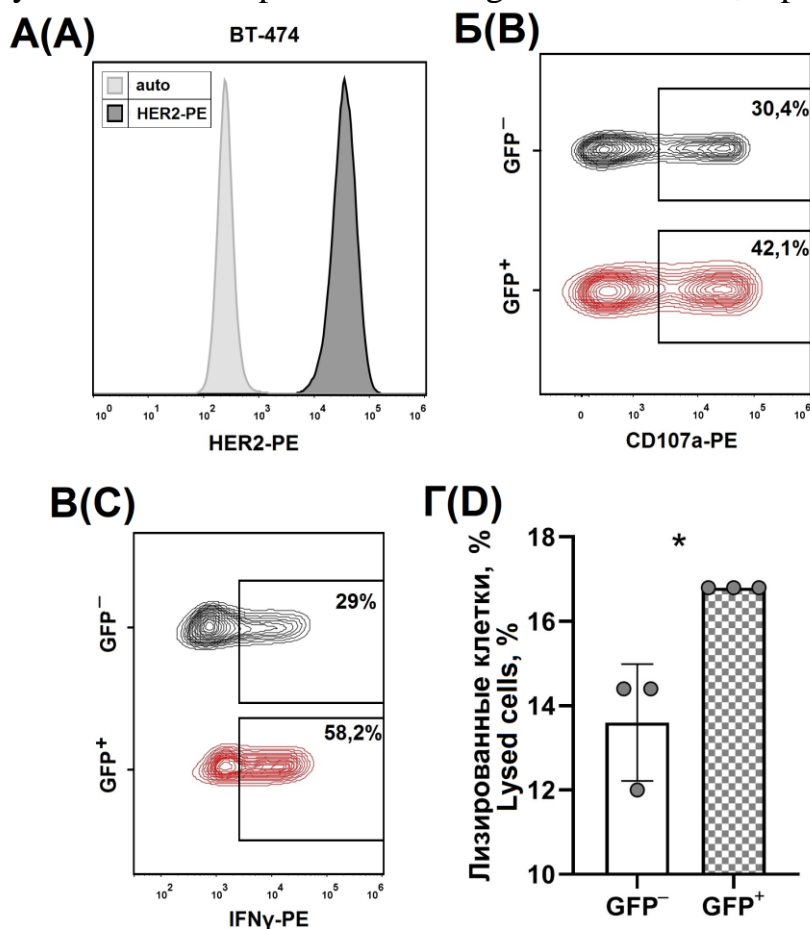 А(A)
BT-474
auto
HER2-PE
10⁰ 10¹ 10² 10³ 10⁴ 10⁵ 10⁶
HER2-PE
Б(B)
GFP⁻
30,4%
GFP⁺
42,1%
0 10³ 10⁴ 10⁵ 10⁶
CD107a-PE
В(C)
GFP⁻
29%
GFP⁺
58,2%
10² 10³ 10⁴ 10⁵ 10⁶
IFNγ-PE
Г(D)
Лизированные клетки, %
Lysed cells, %
18
16
14
12
10
*
GFP⁻ GFP⁺